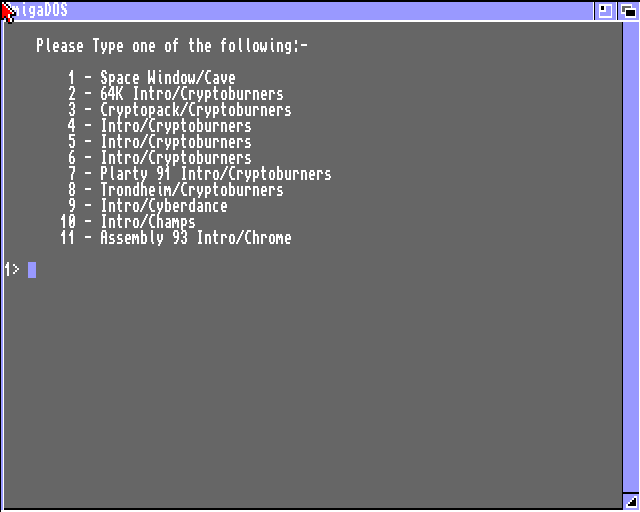 migaDOS
Please Type one of the following:-
1 - Space Window/Cave
2 - 64K Intro/Cryptoburners
3 - Cryptopack/Cryptoburners
4 - Intro/Cryptoburners
5 - Intro/Cryptoburners
6 - Intro/Cryptoburners
7 - Plarty 91 Intro/Cryptoburners
8 - Trondheim/Cryptoburners
9 - Intro/Cyberdance
10 - Intro/Champs
11 - Assembly 93 Intro/Chrome
1>